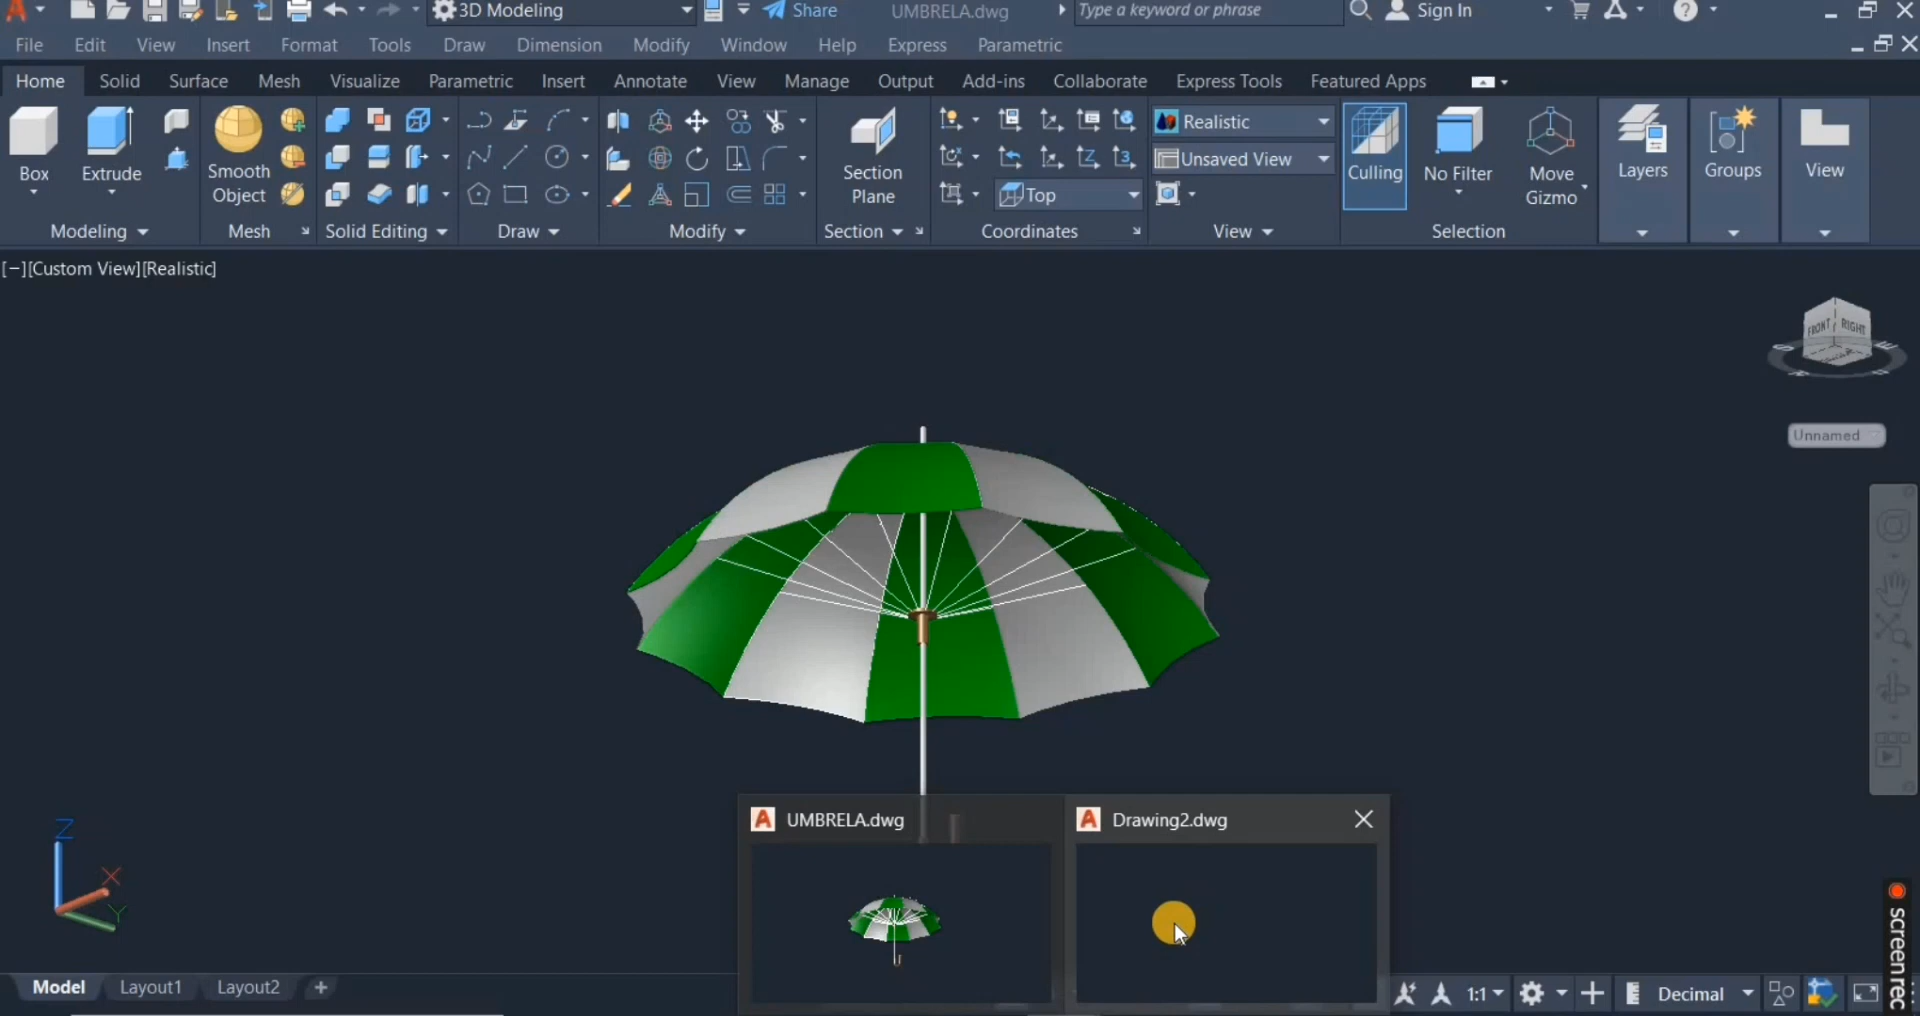 3D Modeling Share UMBRELA.dwg Type a keyword or phrase Sign In
File Edit View Insert Format Tools Draw Dimension Modify Window Help Express Parametric
Home Solid Surface Mesh Visualize Parametric Insert Annotate View Manage Output Add-ins Collaborate Express Tools Featured Apps
Realistic
Unsaved View
Top
Box Extrude Smooth Object Section Plane Culling No Filter Move Gizmo Layers Groups View
Modeling Mesh Solid Editing Draw Modify Section Coordinates View Selection
[−][Custom View][Realistic]
FRONT RIGHT
Unnamed
Z
X
Y
UMBRELA.dwg Drawing2.dwg
Model Layout1 Layout2 + 1:1 Decimal
screenrec